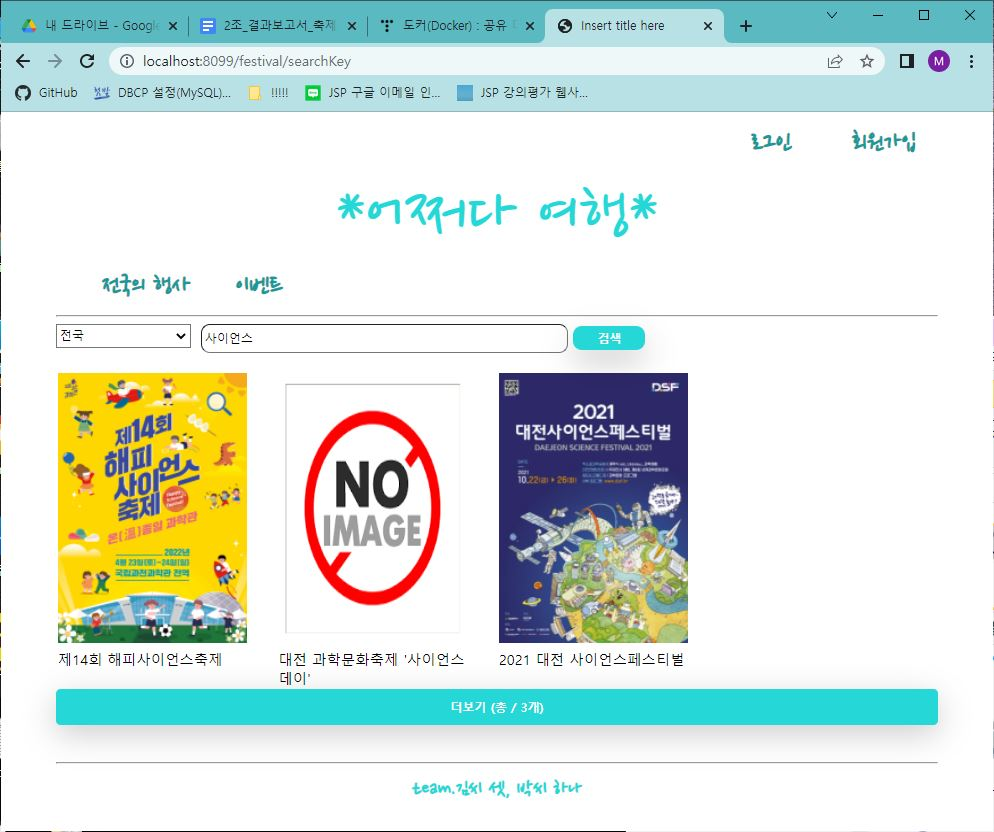 내 드라이브 - Google
2조_결과보고서_축제
도커(Docker) : 공유
Insert title here
localhost:8099/festival/searchKey
M
GitHub
DBCP 설정(MySQL)...
!!!!!
JSP 구글 이메일 인...
JSP 강의평가 웹사...
로그인
회원가입
*어쩌다 여행*
전국의 행사
이벤트
전국
사이언스
검색
제14회
해피
사이언스
축제
온(溫)종일 과학관
2022년
4월 23일(토)~24일(일)
국립과천과학관 전역
제14회 해피사이언스축제
NO
IMAGE
대전 과학문화축제 '사이언스
데이'
DSF
2021
대전사이언스페스티벌
DAEJEON SCIENCE FESTIVAL 2021
2021
10.22(금) ~ 26(화)
2021 대전 사이언스페스티벌
더보기 (총 / 3개)
team.김씨 셋, 박씨 하나